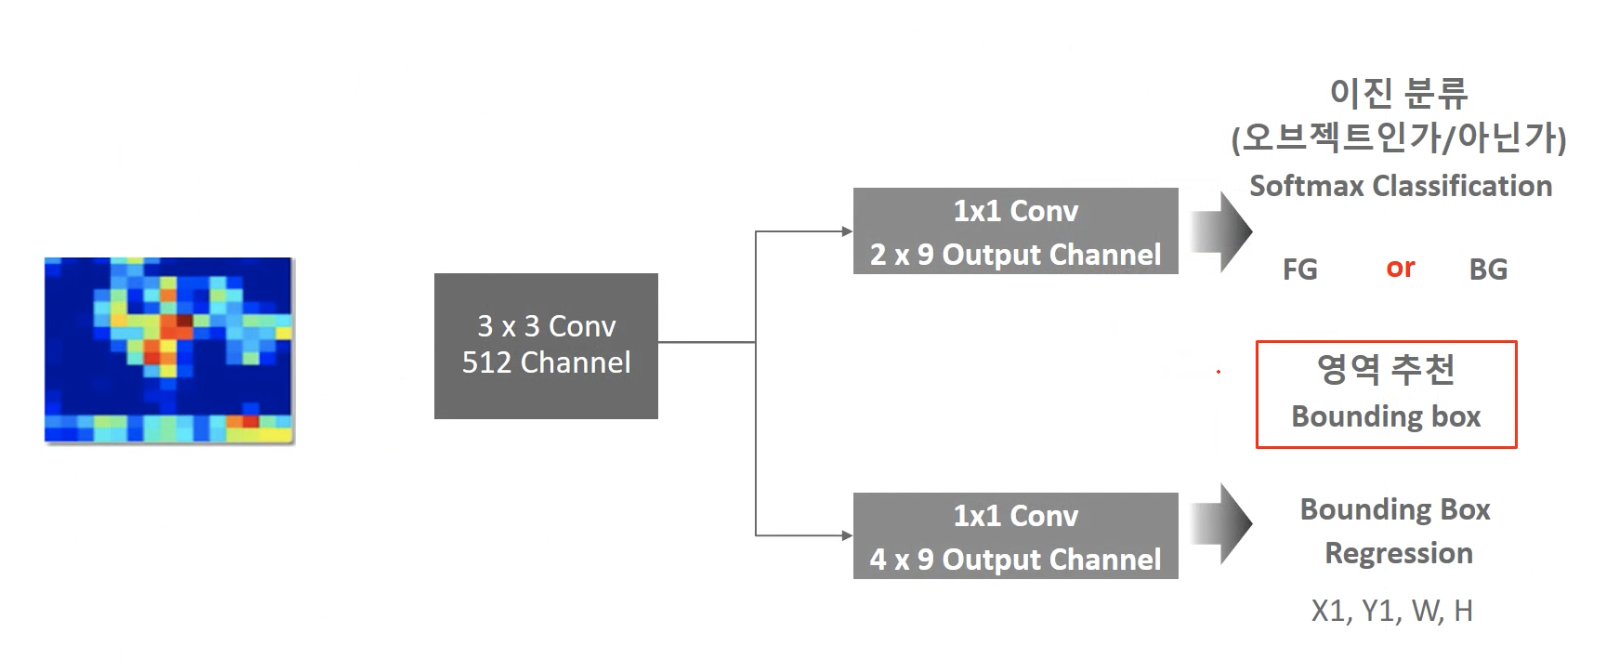 3 x 3 Conv
512 Channel
1x1 Conv
2 x 9 Output Channel
이진 분류
(오브젝트인가/아닌가)
Softmax Classification
FG or BG
영역 추천
Bounding box
1x1 Conv
4 x 9 Output Channel
Bounding Box
Regression
X1, Y1, W, H